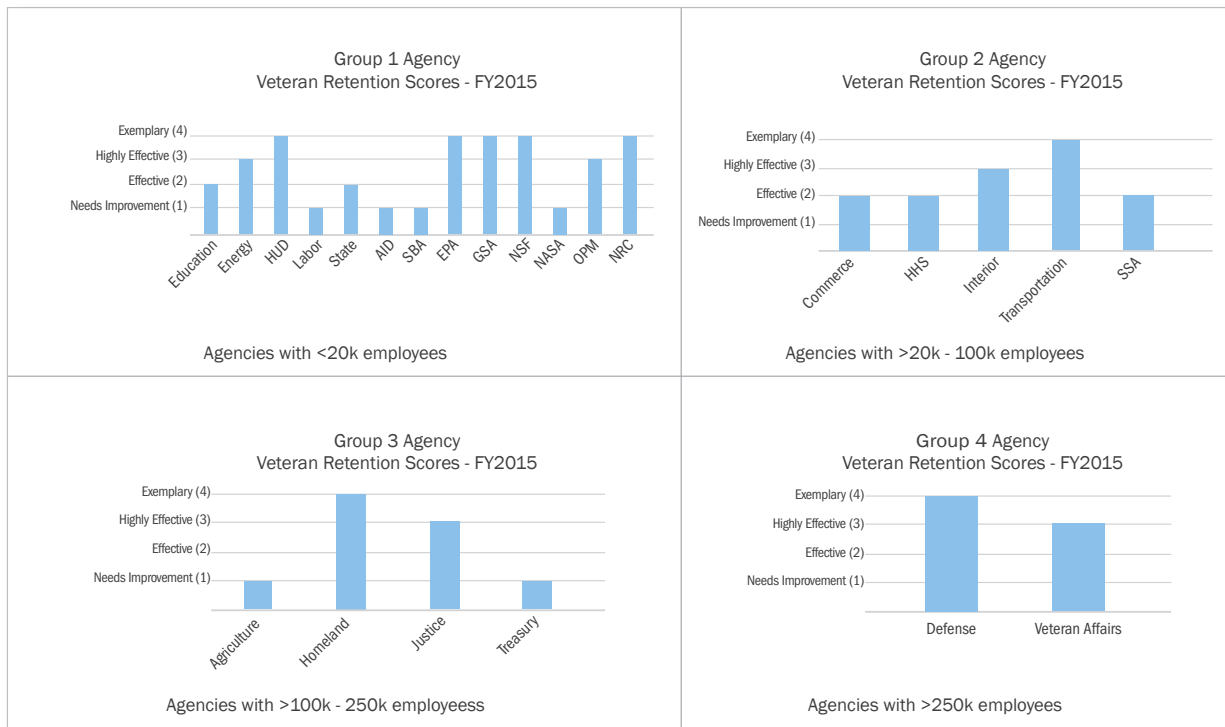 Group 1 Agency
Veteran Retention Scores - FY2015
Exemplary (4)
Highly Effective (3)
Effective (2)
Needs Improvement (1)
Education
Energy
HUD
Labor
State
AID
SBA
EPA
GSA
NSF
NASA
OPM
NRC
Agencies with <20k employees
Group 2 Agency
Veteran Retention Scores - FY2015
Exemplary (4)
Highly Effective (3)
Effective (2)
Needs Improvement (1)
Commerce
HHS
Interior
Transportation
SSA
Agencies with >20k - 100k employees
Group 3 Agency
Veteran Retention Scores - FY2015
Exemplary (4)
Highly Effective (3)
Effective (2)
Needs Improvement (1)
Agriculture
Homeland
Justice
Treasury
Agencies with >100k - 250k employeess
Group 4 Agency
Veteran Retention Scores - FY2015
Exemplary (4)
Highly Effective (3)
Effective (2)
Needs Improvement (1)
Defense
Veteran Affairs
Agencies with >250k employees